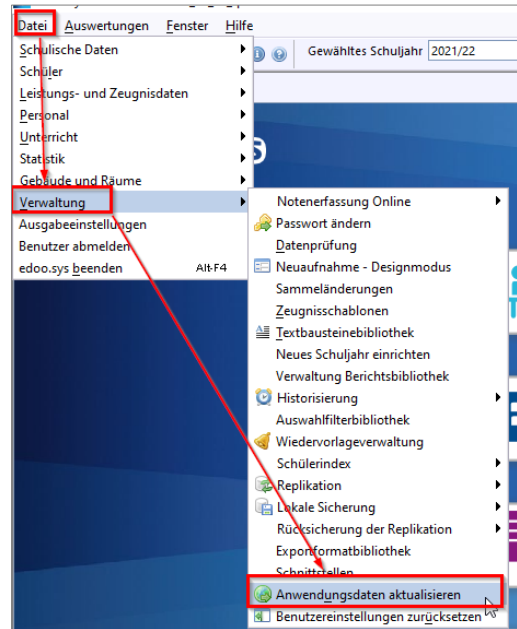 Datei Auswertungen Fenster Hilfe
Schulische Daten
Gewähltes Schuljahr 2021/22
Schüler
Leistungs- und Zeugnisdaten
Personal
Unterricht
Statistik
Gebäude und Räume
Verwaltung
Ausgabeeinstellungen
Benutzer abmelden
edoo.sys beenden Alt-F4
Notenerfassung Online
Passwort ändern
Datenprüfung
Neuaufnahme - Designmodus
Sammeländerungen
Zeugnisschablonen
Textbausteinebibliothek
Neues Schuljahr einrichten
Verwaltung Berichtsbibliothek
Historisierung
Auswahlfilterbibliothek
Wiedervorlageverwaltung
Schülerindex
Replikation
Lokale Sicherung
Rücksicherung der Replikation
Exportformatbibliothek
Schnittstellen
Anwendungsdaten aktualisieren
Benutzereinstellungen zurücksetzen